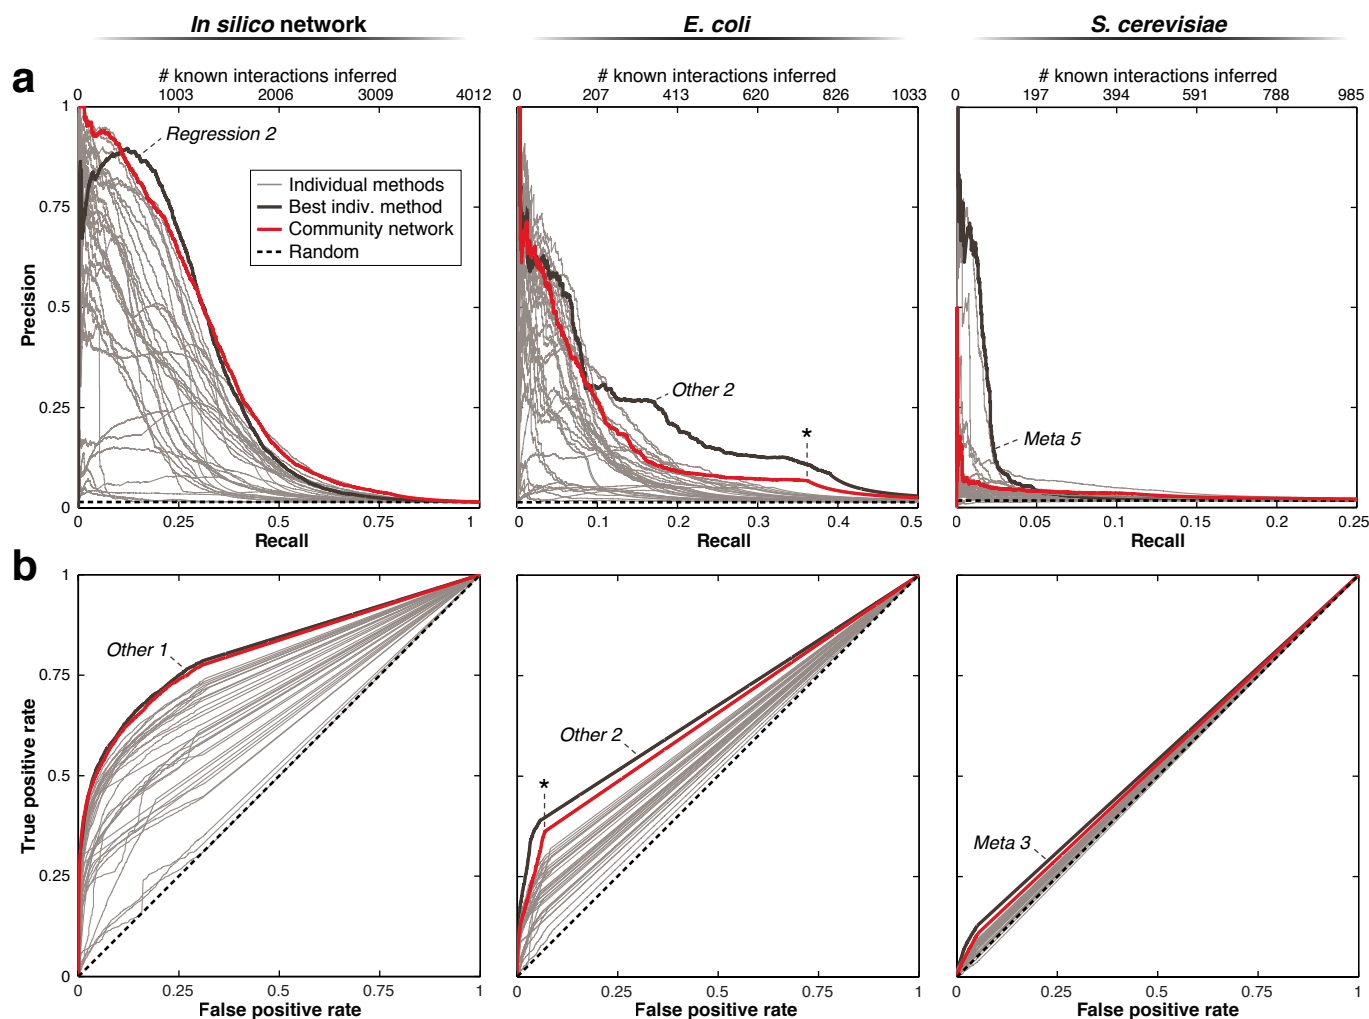 In silico network
E. coli
S. cerevisiae
a
# known interactions inferred
0 1003 2006 3009 4012
# known interactions inferred
0 207 413 620 826 1033
# known interactions inferred
0 197 394 591 788 985
Precision
1
0.75
0.5
0.25
0
Regression 2
Individual methods
Best indiv. method
Community network
Random
Other 2
*
Meta 5
0 0.25 0.5 0.75 1
Recall
0 0.1 0.2 0.3 0.4 0.5
Recall
0 0.05 0.1 0.15 0.2 0.25
Recall
b
True positive rate
1
0.75
0.5
0.25
0
Other 1
Other 2
*
Meta 3
0 0.25 0.5 0.75 1
False positive rate
0 0.25 0.5 0.75 1
False positive rate
0 0.25 0.5 0.75 1
False positive rate